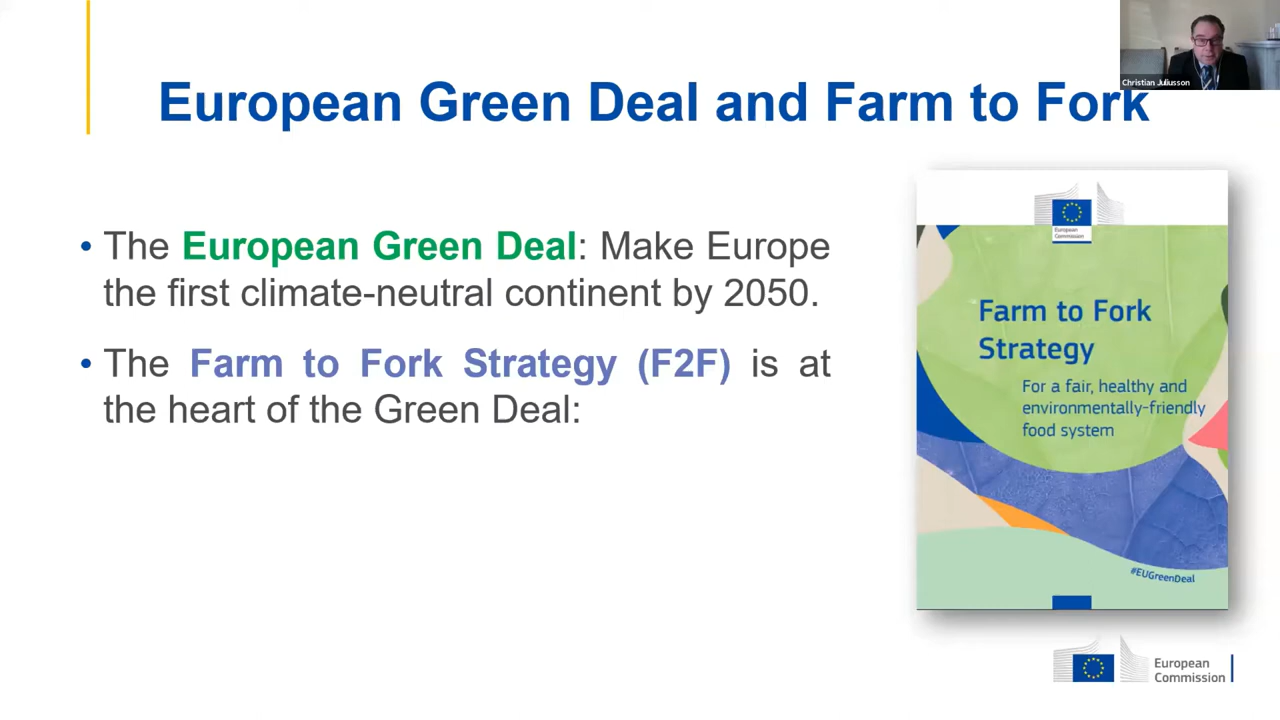 Christian Juliusson
European Green Deal and Farm to Fork
• The European Green Deal: Make Europe
the first climate-neutral continent by 2050.
• The Farm to Fork Strategy (F2F) is at
the heart of the Green Deal:
European
Commission
Farm to Fork
Strategy
For a fair, healthy and
environmentally-friendly
food system
#EUGreenDeal
European
Commission